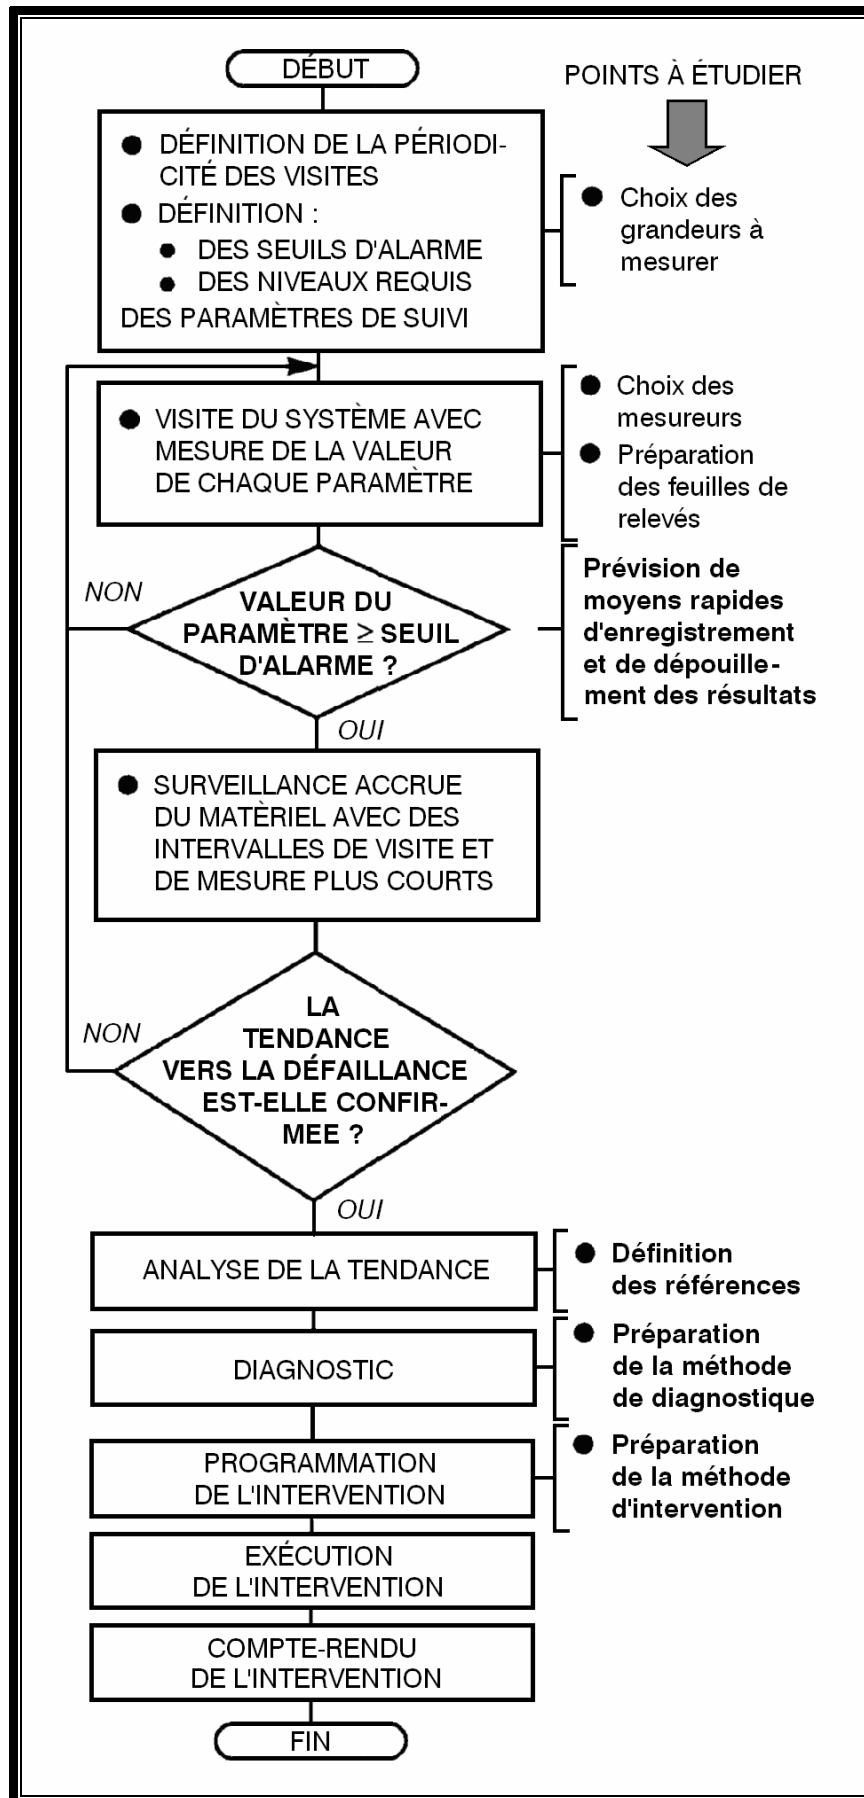 DÉBUT
POINTS À ÉTUDIER
● DÉFINITION DE LA PÉRIODI-
CITÉ DES VISITES
● DÉFINITION :
● DES SEUILS D'ALARME
● DES NIVEAUX REQUIS
DES PARAMÈTRES DE SUIVI
● Choix des
grandeurs à
mesurer
● VISITE DU SYSTÈME AVEC
MESURE DE LA VALEUR
DE CHAQUE PARAMÈTRE
● Choix des
mesureurs
● Préparation
des feuilles de
relevés
NON
VALEUR DU
PARAMÈTRE ≥ SEUIL
D'ALARME ?
Prévision de
moyens rapides
d'enregistrement
et de dépouille-
ment des résultats
OUI
● SURVEILLANCE ACCRUE
DU MATÈRIEL AVEC DES
INTERVALLES DE VISITE ET
DE MESURE PLUS COURTS
NON
LA
TENDANCE
VERS LA DÉFAILLANCE
EST-ELLE CONFIR-
MEE ?
OUI
ANALYSE DE LA TENDANCE
● Définition
des références
DIAGNOSTIC
● Préparation
de la méthode
de diagnostique
PROGRAMMATION
DE L'INTERVENTION
● Préparation
de la méthode
d'intervention
EXÉCUTION
DE L'INTERVENTION
COMPTE-RENDU
DE L'INTERVENTION
FIN